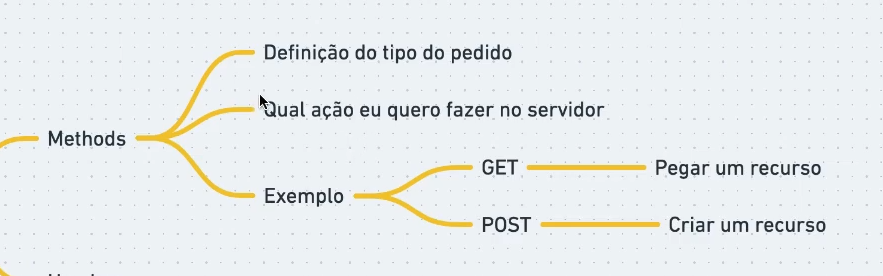 Definição do tipo do pedido
Qual ação eu quero fazer no servidor
Methods
GET
Pegar um recurso
Exemplo
POST
Criar um recurso